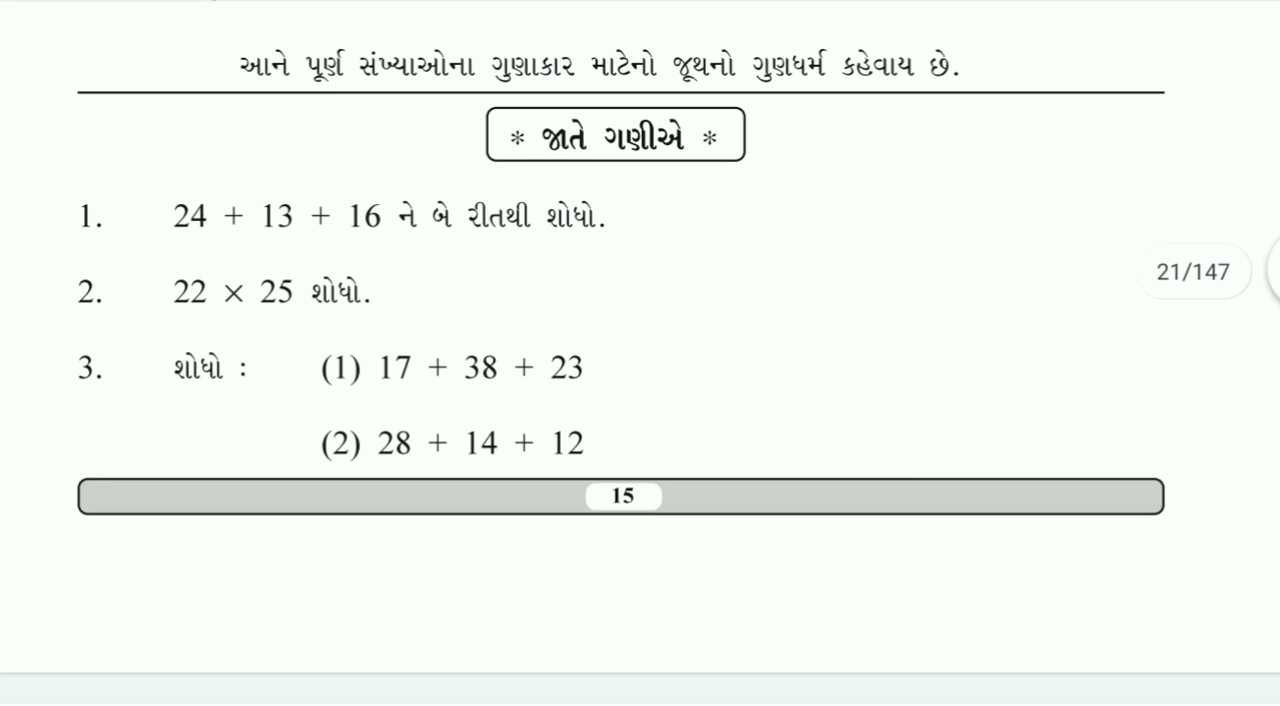 આને પૂર્ણ સંખ્યાઓના ગુણાકાર માટેનો જૂથનો ગુણધર્મ કહેવાય છે.
* જાતે ગણીએ *
1. 24 + 13 + 16 ને બે રીતથી શોધો.
2. 22 × 25 શોધો.
21/147
3. શોધો : (1) 17 + 38 + 23
(2) 28 + 14 + 12
15